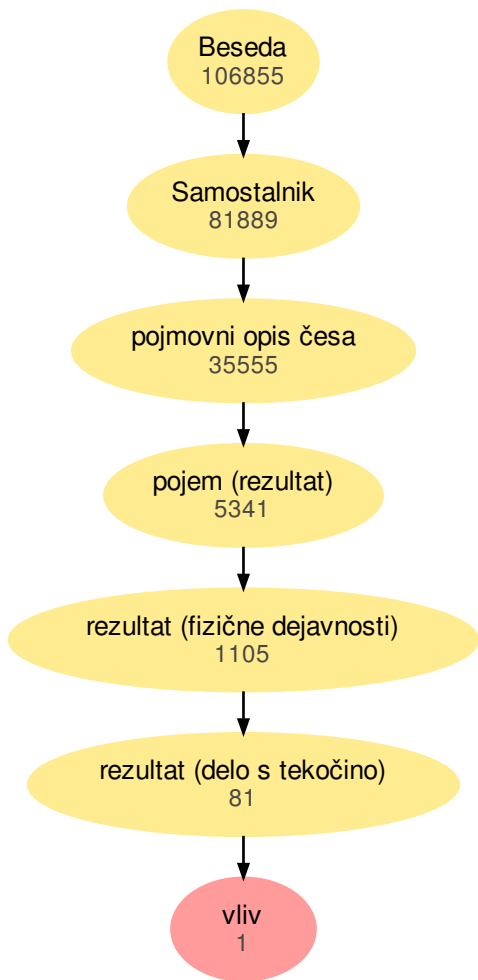 Beseda
106855
Samostalnik
81889
pojmovni opis česa
35555
pojem (rezultat)
5341
rezultat (fizične dejavnosti)
1105
rezultat (delo s tekočino)
81
vliv
1